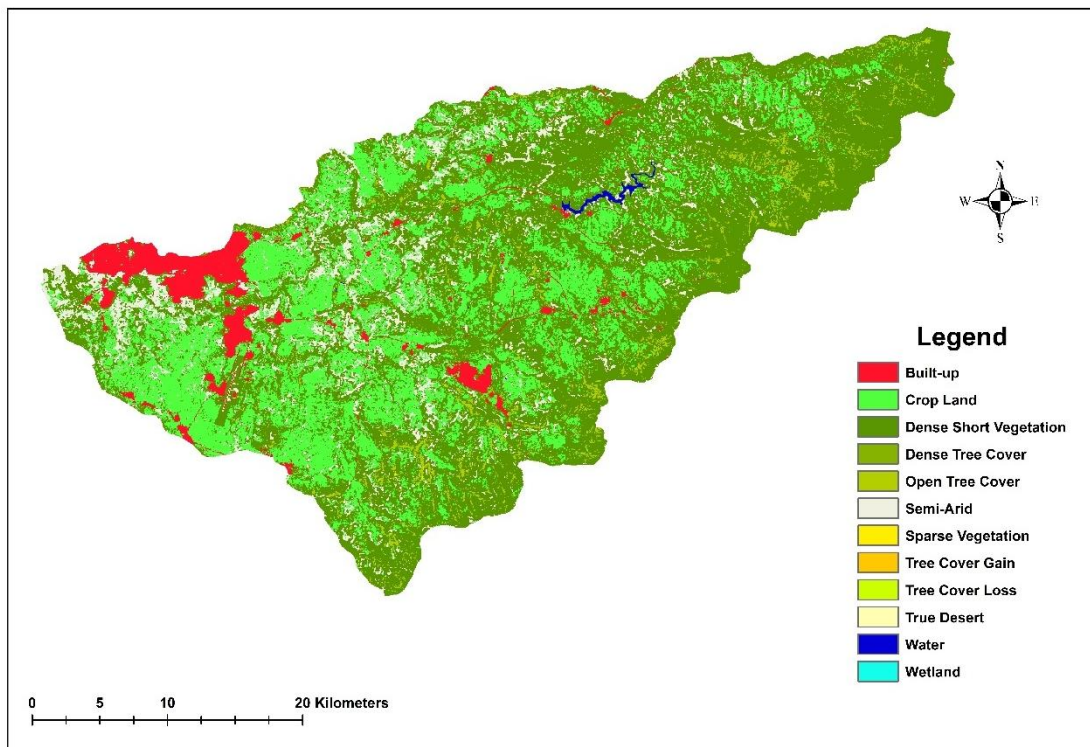 N
W E
S
Legend
Built-up
Crop Land
Dense Short Vegetation
Dense Tree Cover
Open Tree Cover
Semi-Arid
Sparse Vegetation
Tree Cover Gain
Tree Cover Loss
True Desert
Water
Wetland
0 5 10 20 Kilometers